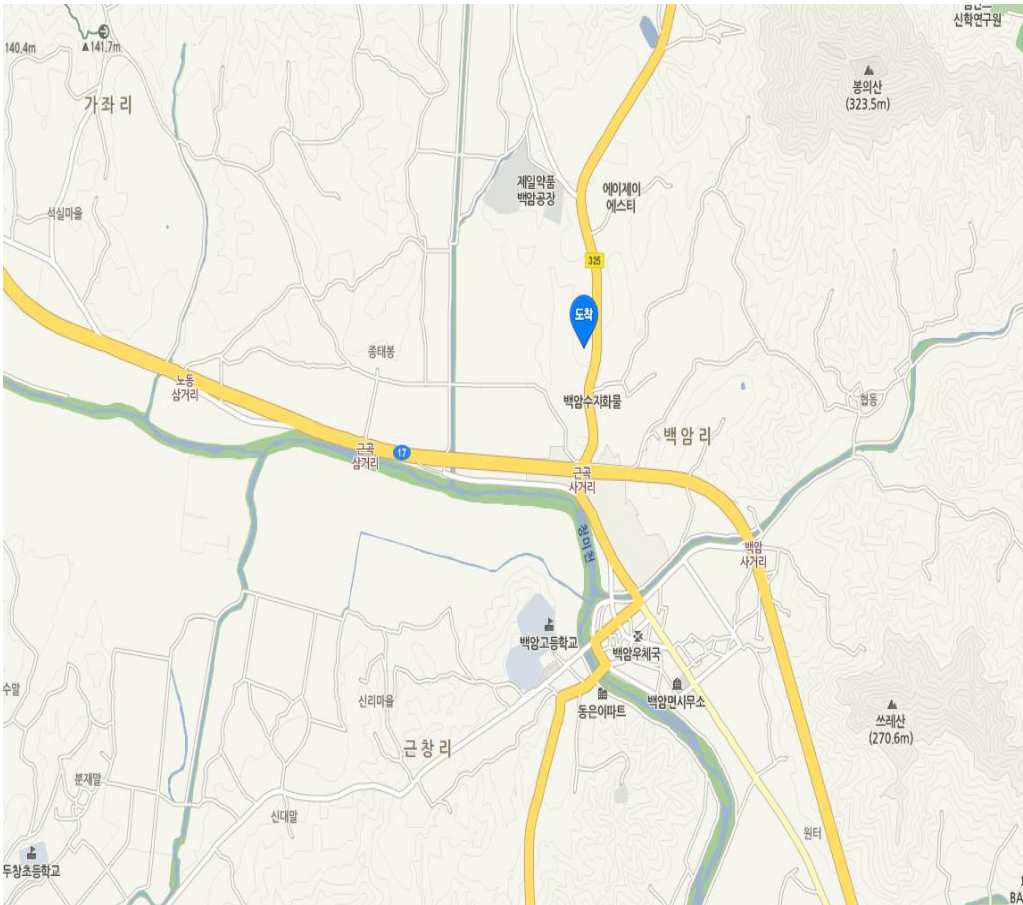 신학연구원
140.4m
▲141.7m
가좌리
봉의산
(323.5m)
제일약품
백암공장
에이제이
에스티
석실마을
325
도착
종태봉
노동
삼거리
백암수지화물
협동
백암리
근곡
삼거리
17
근곡
사거리
청미천
백암
사거리
백암고등학교
백암우체국
수말
신리마을
백암면사무소
동은아파트
쓰레산
(270.6m)
근창리
분재말
신대말
원터
두창초등학교
BA